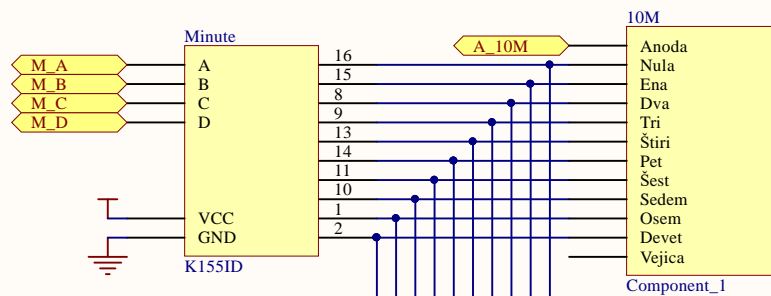 10M
Minute
A_10M
Anoda
16
M_A
A
Nula
15
M_B
B
Ena
8
M_C
C
Dva
9
M_D
D
Tri
13
Štiri
14
Pet
11
Šest
10
Sedem
1
VCC
Osem
2
GND
Devet
Vejica
K155ID
Component_1